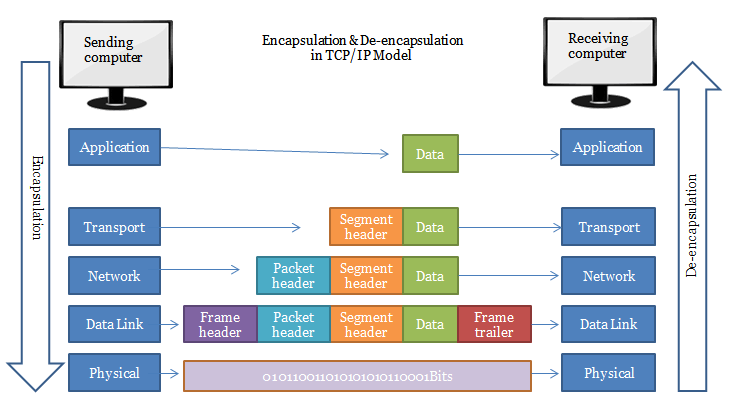 Sending
computer
Encapsulation & De-encapsulation
in TCP/IP Model
Receiving
computer
Encapsulation
De-encapsulation
Application
Data
Application
Transport
Segment
header
Data
Transport
Network
Packet
header
Segment
header
Data
Network
Data Link
Frame
header
Packet
header
Segment
header
Data
Frame
trailer
Data Link
Physical
0101100110101010110001Bits
Physical